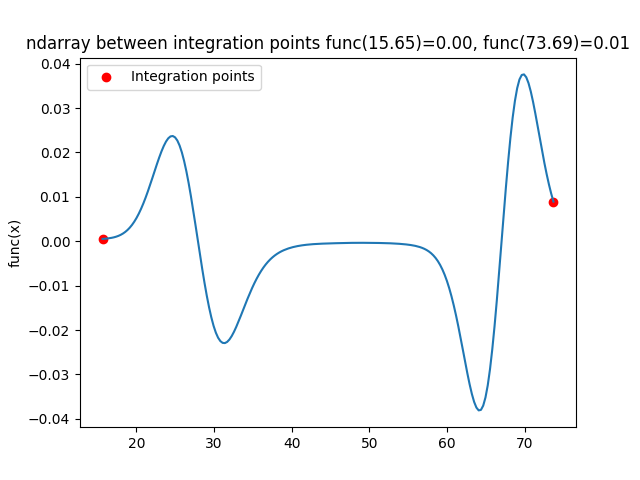 ndarray between integration points func(15.65)=0.00, func(73.69)=0.01
Integration points
0.04
0.03
0.02
0.01
0.00
−0.01
−0.02
−0.03
−0.04
func(x)
20 30 40 50 60 70